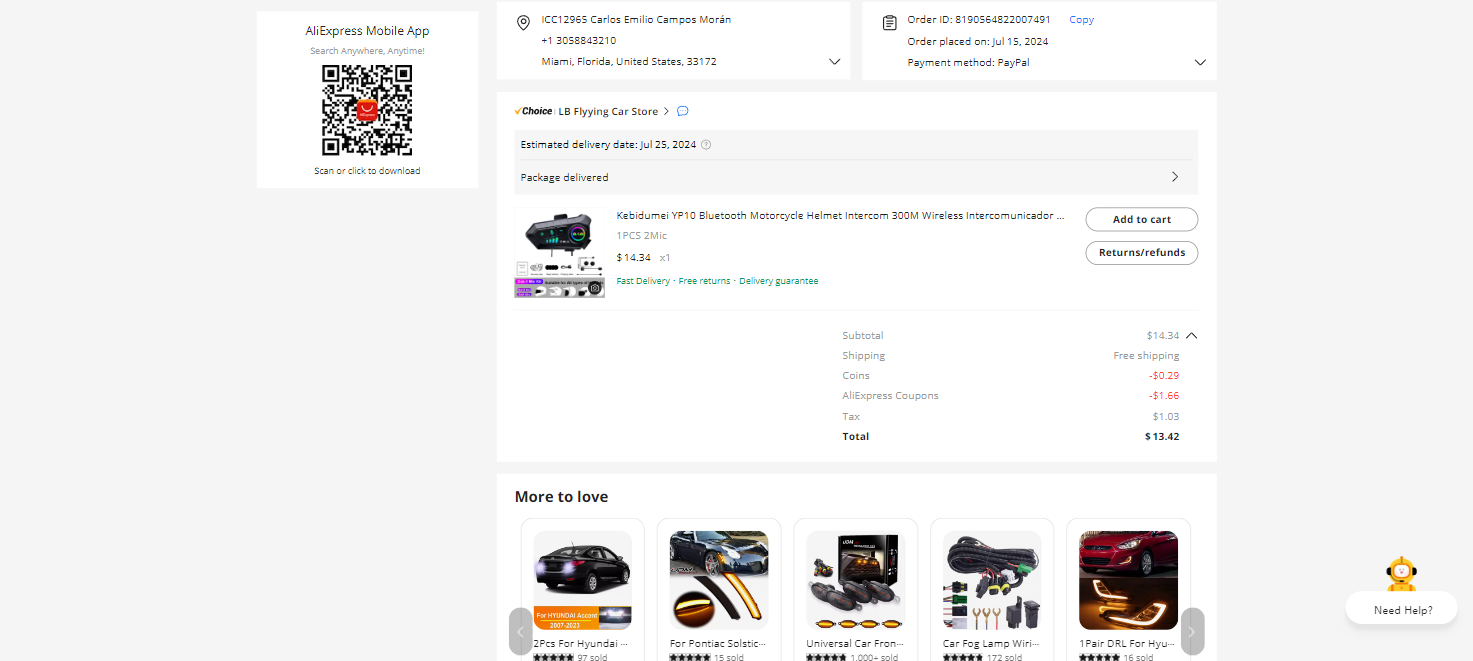 AliExpress Mobile App
Search Anywhere, Anytime!
Scan or click to download
ICC12965 Carlos Emilio Campos Morán
+1 3058843210
Miami, Florida, United States, 33172
Order ID: 8190564822007491 Copy
Order placed on: Jul 15, 2024
Payment method: PayPal
Choice LB Flyying Car Store
Estimated delivery date: Jul 25, 2024
Package delivered
Kebidumei YP10 Bluetooth Motorcycle Helmet Intercom 300M Wireless Intercomunicador ...
1PCS 2Mic
$14.34 x1
Fast Delivery · Free returns · Delivery guarantee
Add to cart
Returns/refunds
Subtotal $14.34
Shipping Free shipping
Coins -$0.29
AliExpress Coupons -$1.66
Tax $1.03
Total $13.42
More to love
For HYUNDAI Accent
2007-2023
2Pcs For Hyundai ...
97 sold
For Pontiac Solstic...
15 sold
Universal Car Fron...
1,000+ sold
Car Fog Lamp Wiri...
172 sold
1Pair DRL For Hyu...
16 sold
Need Help?